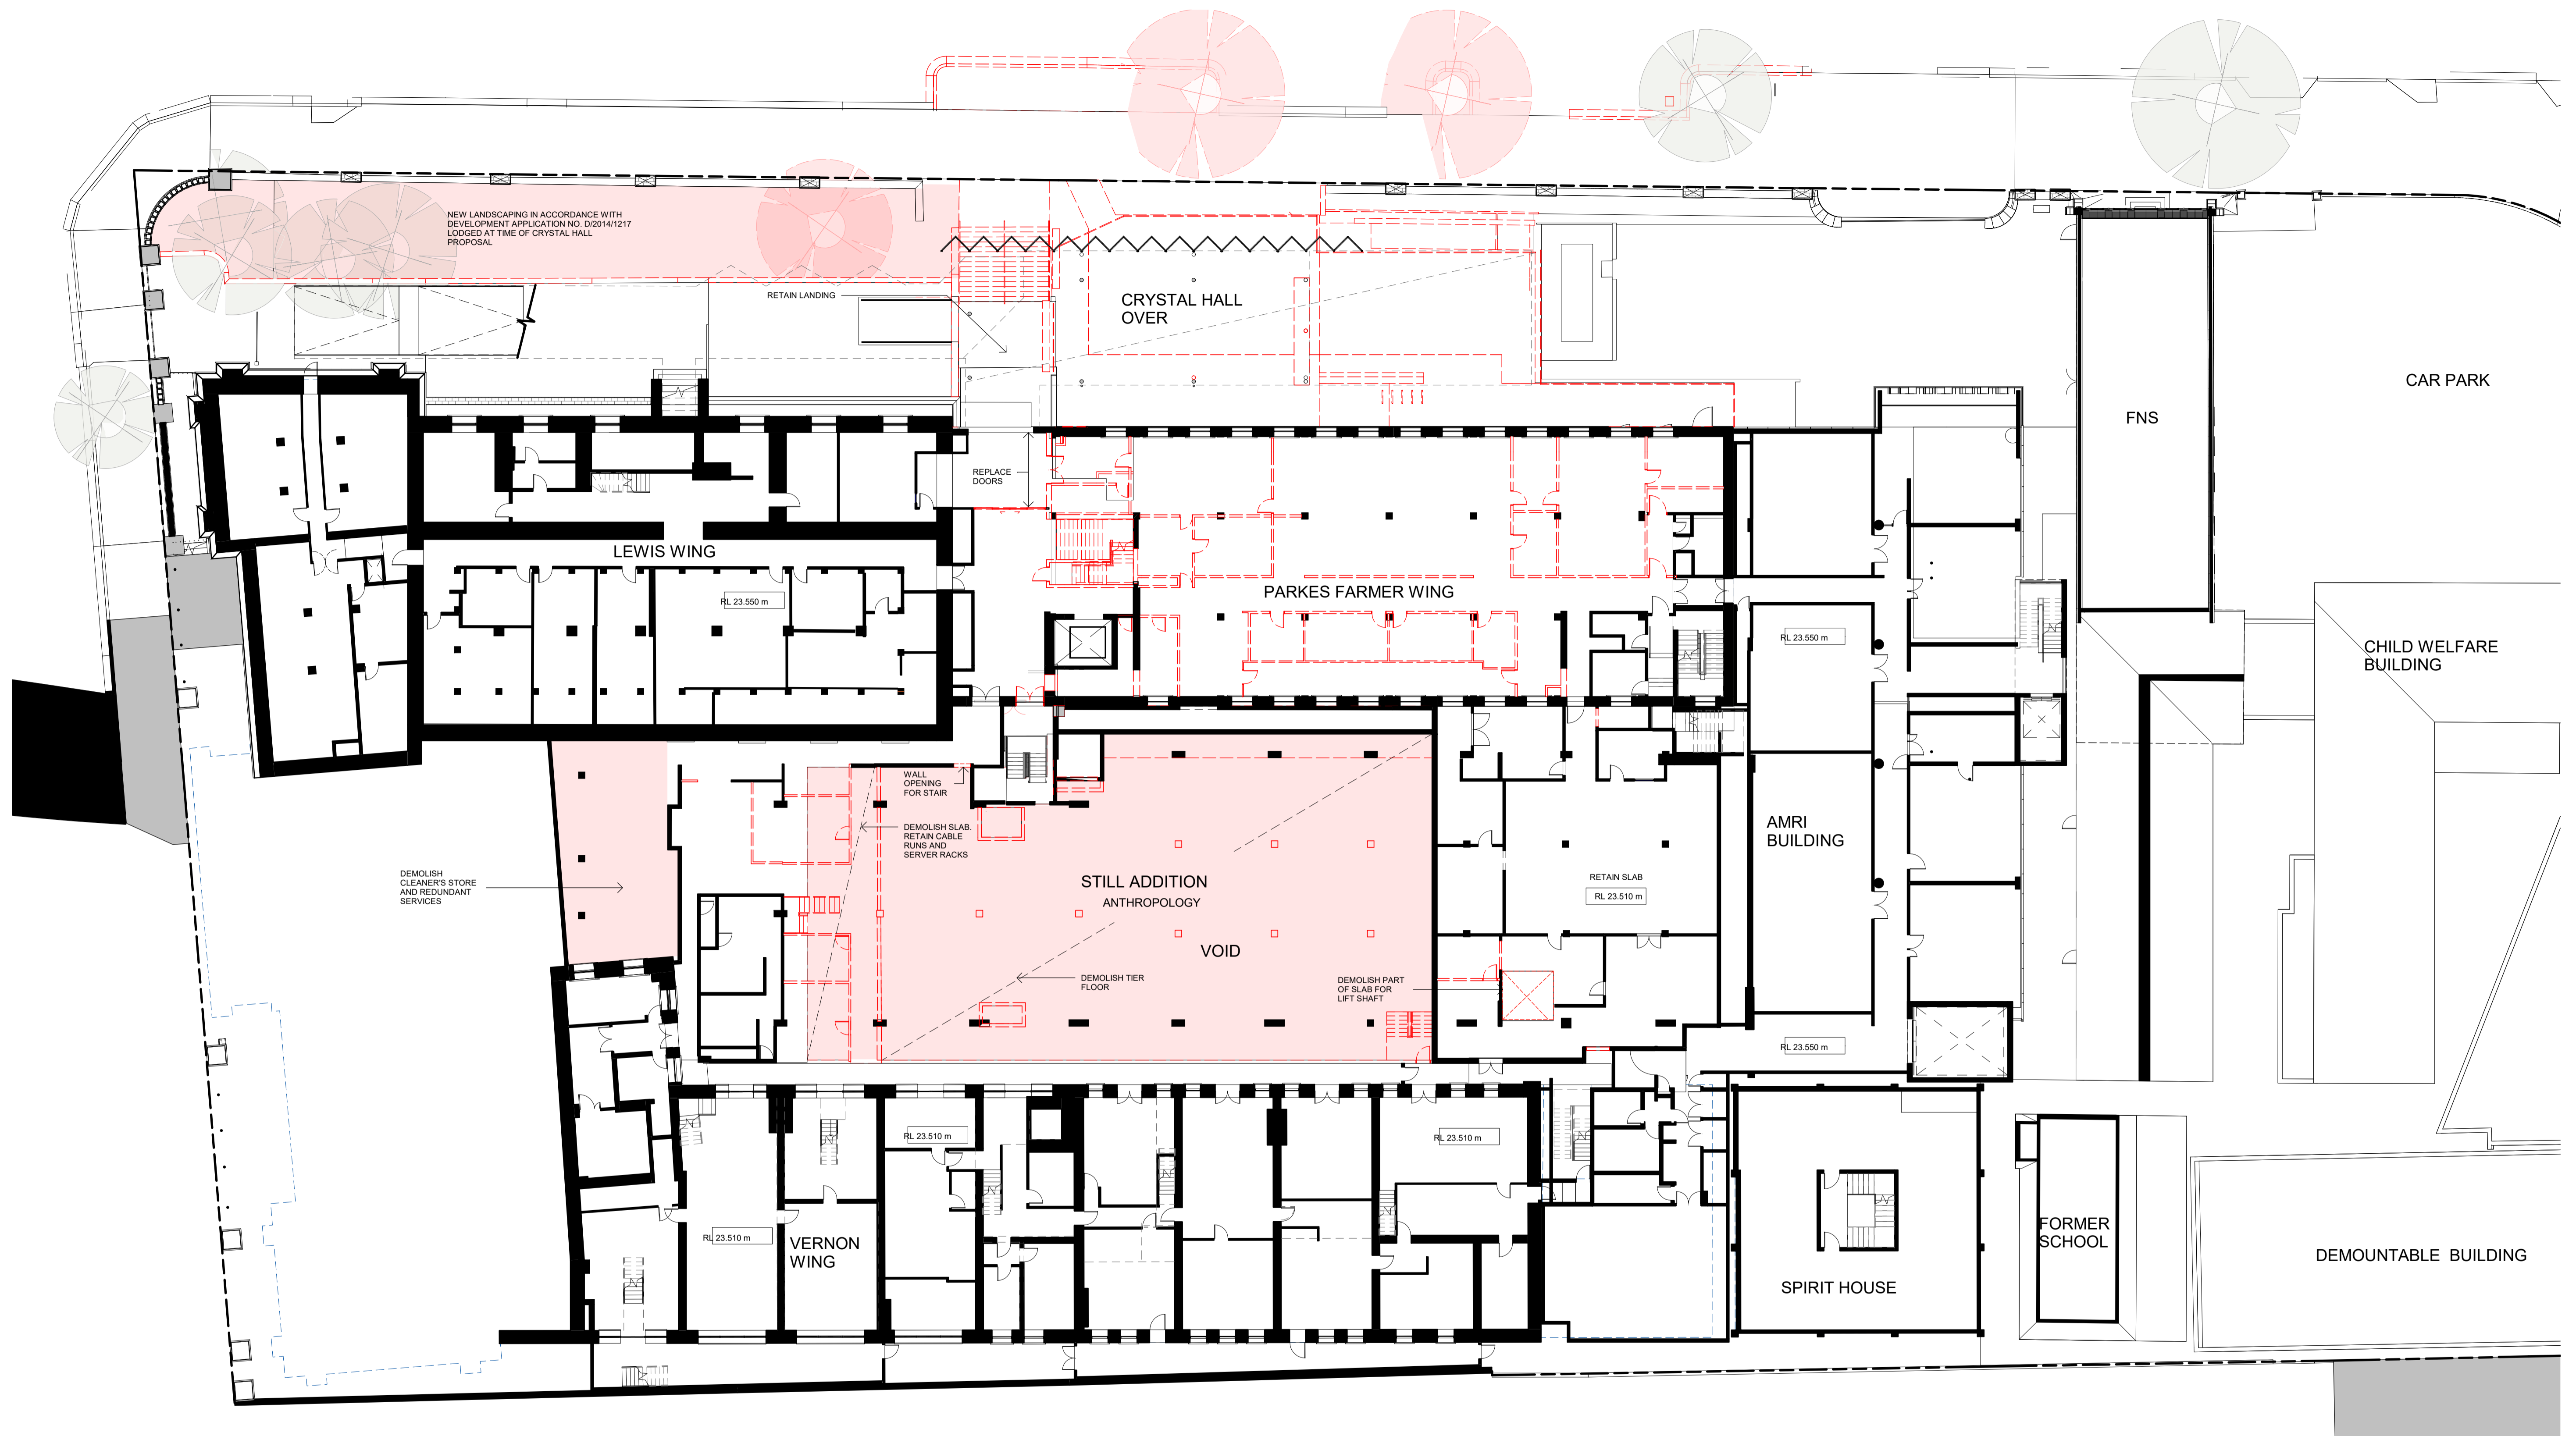 NEW LANDSCAPING IN ACCORDANCE WITH
DEVELOPMENT APPLICATION NO. D/2014/1217
LODGED AT TIME OF CRYSTAL HALL
PROPOSAL
RETAIN LANDING
CRYSTAL HALL
OVER
CAR PARK
FNS
REPLACE
DOORS
LEWIS WING
RL 23.550 m
PARKES FARMER WING
RL 23.550 m
CHILD WELFARE
BUILDING
WALL
OPENING
FOR STAIR
DEMOLISH SLAB.
RETAIN CABLE
RUNS AND
SERVER RACKS
AMRI
BUILDING
DEMOLISH
CLEANER'S STORE
AND REDUNDANT
SERVICES
STILL ADDITION
ANTHROPOLOGY
RETAIN SLAB
RL 23.510 m
VOID
DEMOLISH TIER
FLOOR
DEMOLISH PART
OF SLAB FOR
LIFT SHAFT
RL 23.550 m
RL 23.510 m
RL 23.510 m
RL 23.510 m
VERNON
WING
FORMER
SCHOOL
DEMOUNTABLE BUILDING
SPIRIT HOUSE